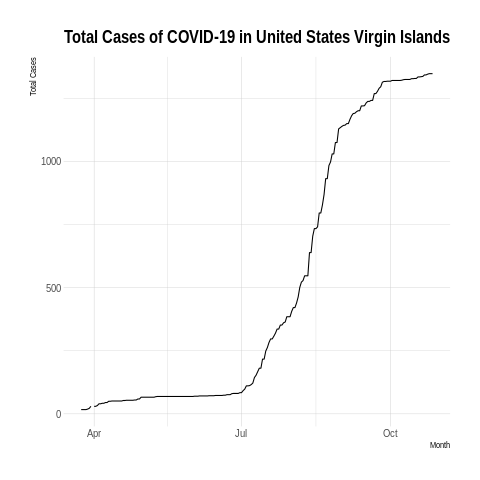 Total Cases of COVID-19 in United States Virgin Islands
Total Cases
1000
500
0
Apr Jul Oct
Month